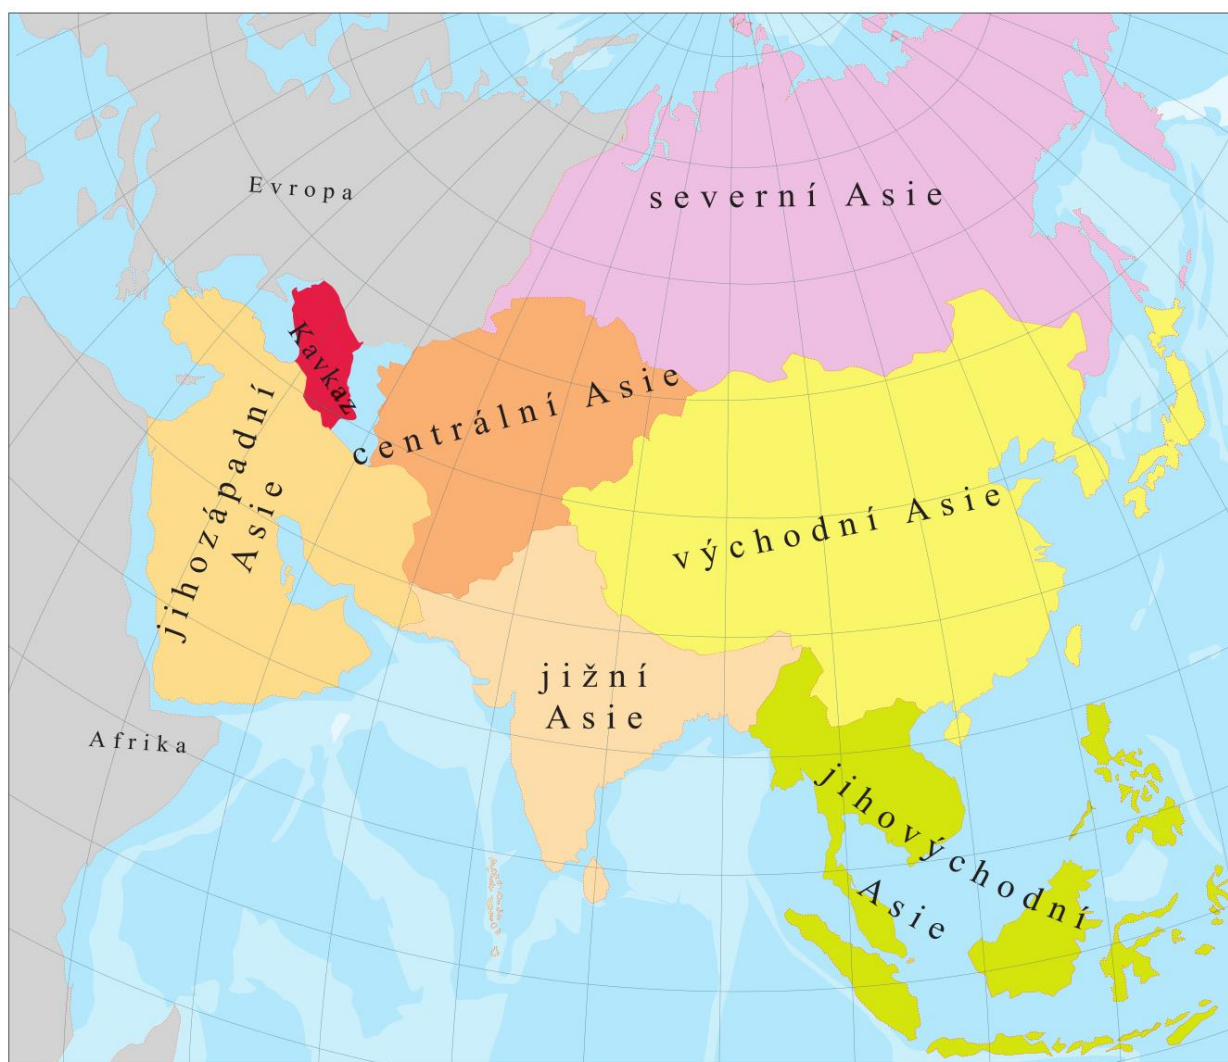 Evropa
severní Asie
Kavkaz
centrální Asie
jihozápadní
Asie
východní Asie
jižní
Asie
Afrika
jihovýchodní
Asie